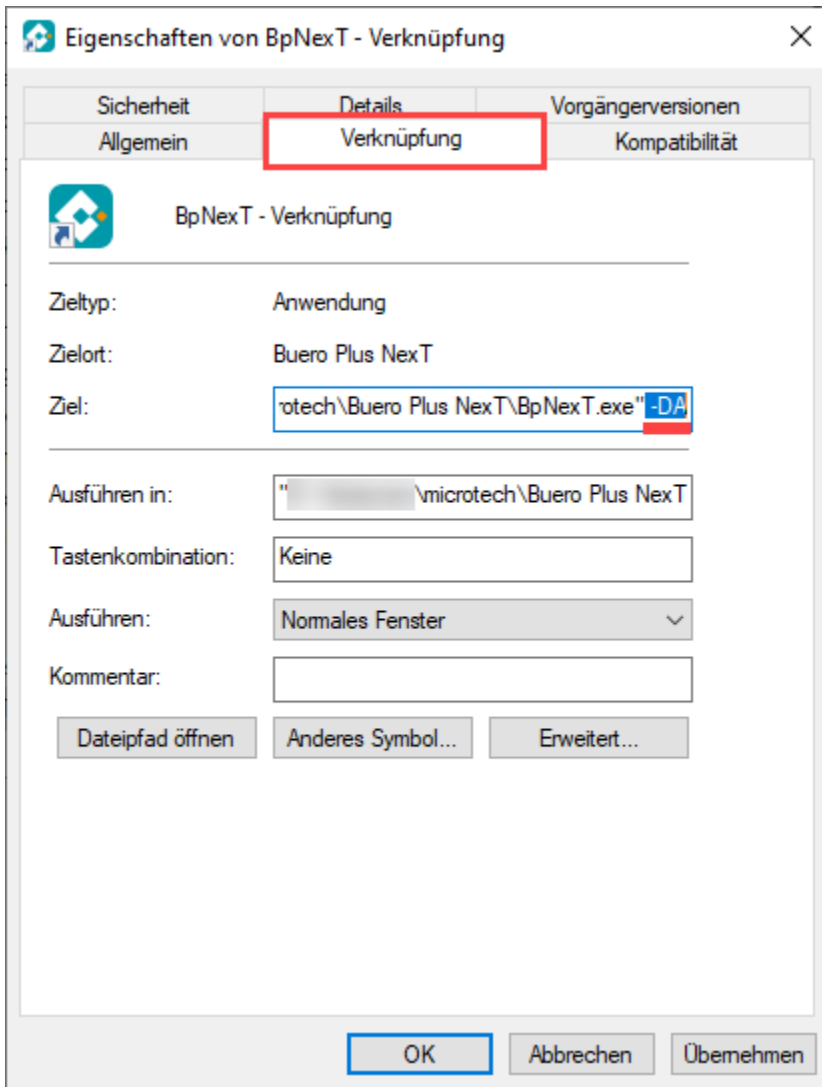 Eigenschaften von BpNexT - Verknüpfung
Sicherheit Details Vorgängerversionen
Allgemein Verknüpfung Kompatibilität
BpNexT - Verknüpfung
Zieltyp: Anwendung
Zielort: Buero Plus NexT
Ziel: rotech\Buero Plus NexT\BpNexT.exe" -DA
Ausführen in: " \microtech\Buero Plus NexT
Tastenkombination: Keine
Ausführen: Normales Fenster
Kommentar:
Dateipfad öffnen Anderes Symbol... Erweitert...
OK Abbrechen Übernehmen